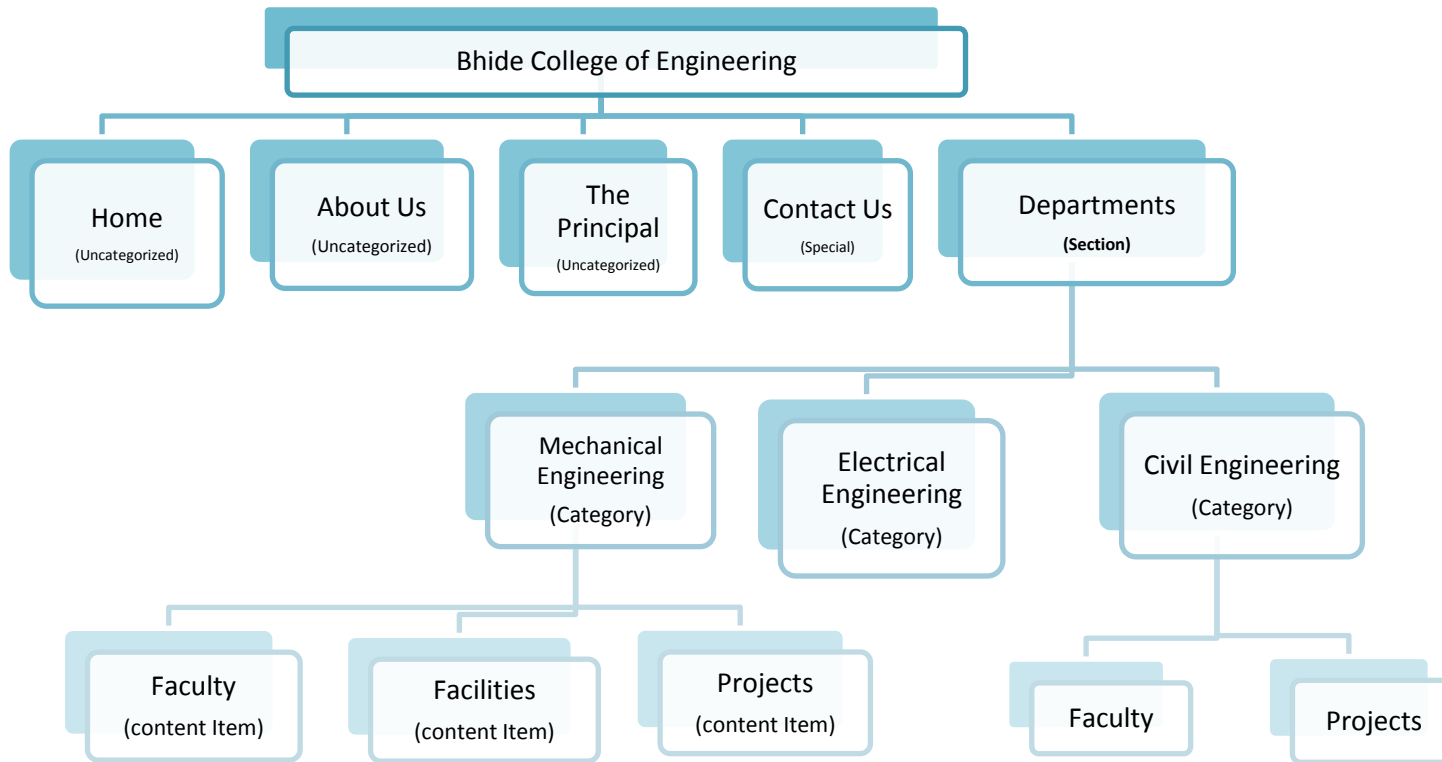 Bhide College of Engineering
Home
(Uncategorized)
About Us
(Uncategorized)
The
Principal
(Uncategorized)
Contact Us
(Special)
Departments
(Section)
Mechanical
Engineering
(Category)
Electrical
Engineering
(Category)
Civil Engineering
(Category)
Faculty
(content Item)
Facilities
(content Item)
Projects
(content Item)
Faculty
Projects